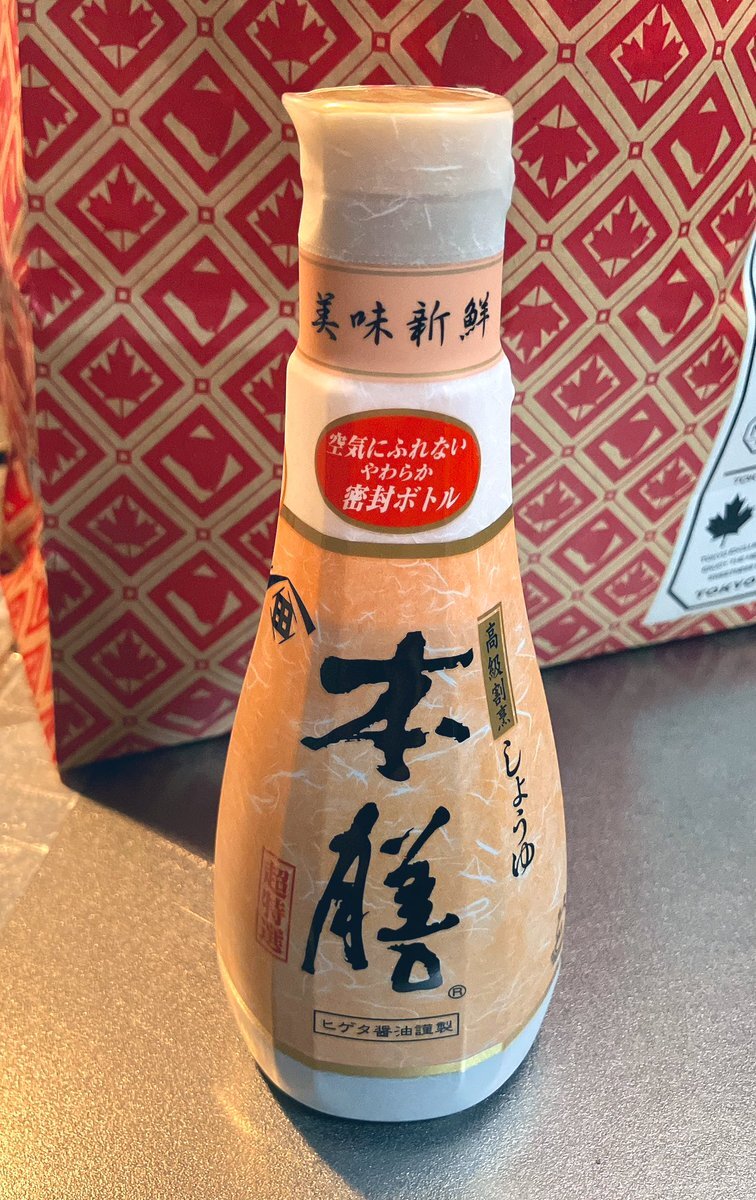 美味新鮮
空気にふれない
やわらか
密封ボトル
田
高級割烹
しょうゆ
本膳
®
超特選
ヒゲタ醤油謹製
TOKYO